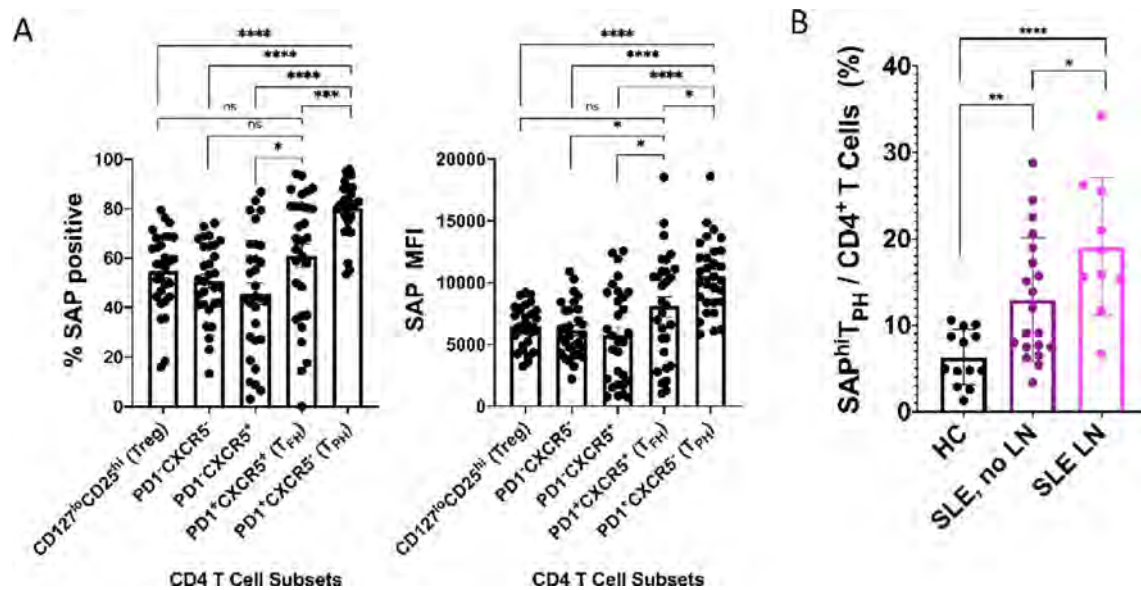 A
****
****
****
***
ns
ns
*
% SAP positive
100
80
60
40
20
0
CD127loCD25hi (Treg)
PD1-CXCR5-
PD1-CXCR5+
PD1+CXCR5+ (TFH)
PD1+CXCR5- (TPH)
CD4 T Cell Subsets
****
****
****
*
ns
*
*
SAP MFI
20000
15000
10000
5000
0
CD127loCD25hi (Treg)
PD1-CXCR5-
PD1-CXCR5+
PD1+CXCR5+ (TFH)
PD1+CXCR5- (TPH)
CD4 T Cell Subsets
B
****
*
**
SAPhiTPH / CD4+ T Cells (%)
40
30
20
10
0
HC
SLE, no LN
SLE LN